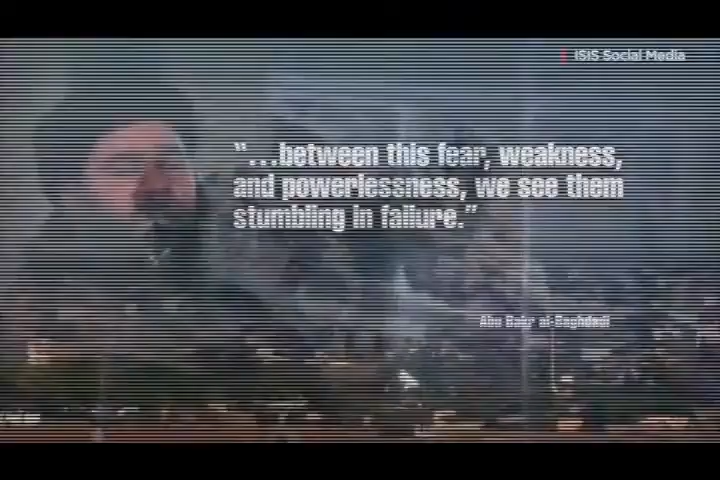 ISIS Social Media
“…between this fear, weakness,
and powerlessness, we see them
stumbling in failure.”
Abu Bakr al-Baghdadi